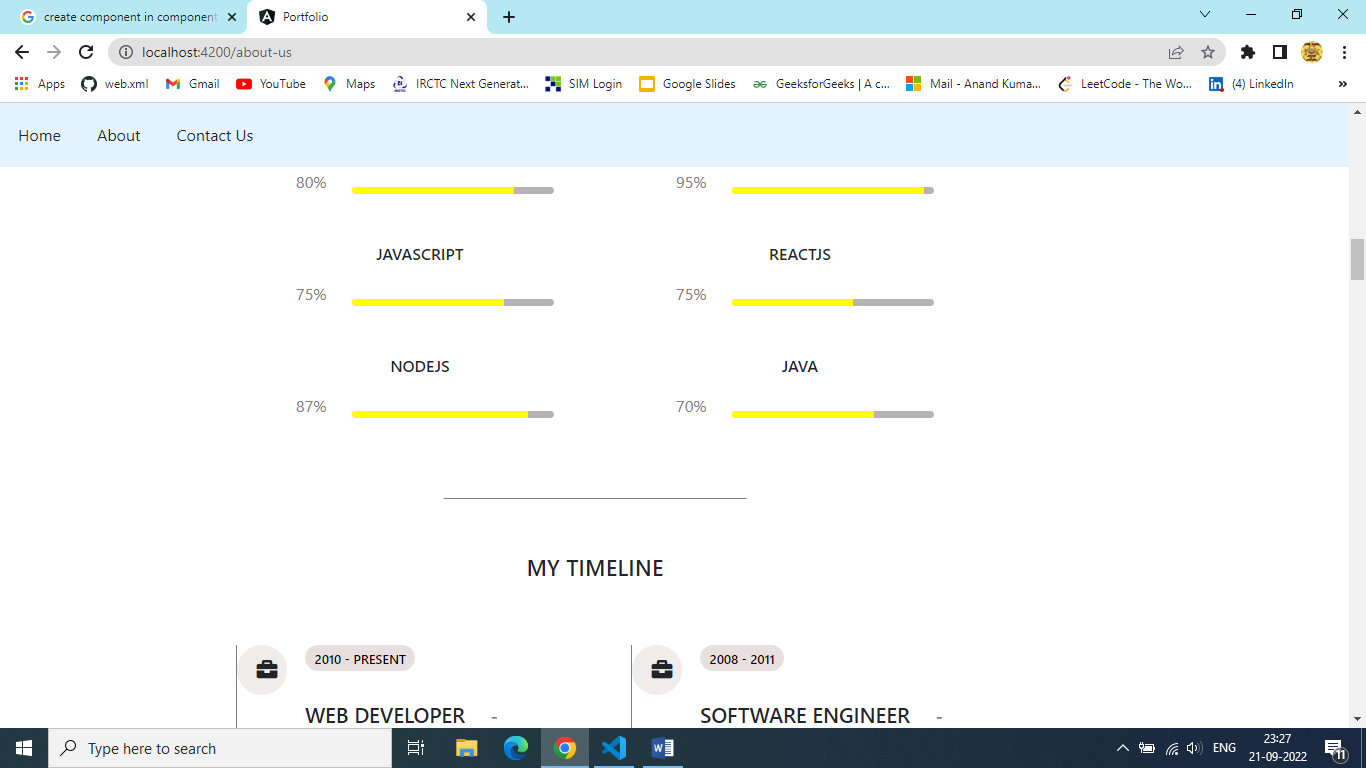 create component in component
Portfolio
localhost:4200/about-us
Apps web.xml Gmail YouTube Maps IRCTC Next Generat... SIM Login Google Slides GeeksforGeeks | A c... Mail - Anand Kuma... LeetCode - The Wo... (4) LinkedIn »
Home About Contact Us
80% 95%
JAVASCRIPT REACTJS
75% 75%
NODEJS JAVA
87% 70%
MY TIMELINE
2010 - PRESENT 2008 - 2011
WEB DEVELOPER - SOFTWARE ENGINEER -
Type here to search
ENG
23:27
21-09-2022
11